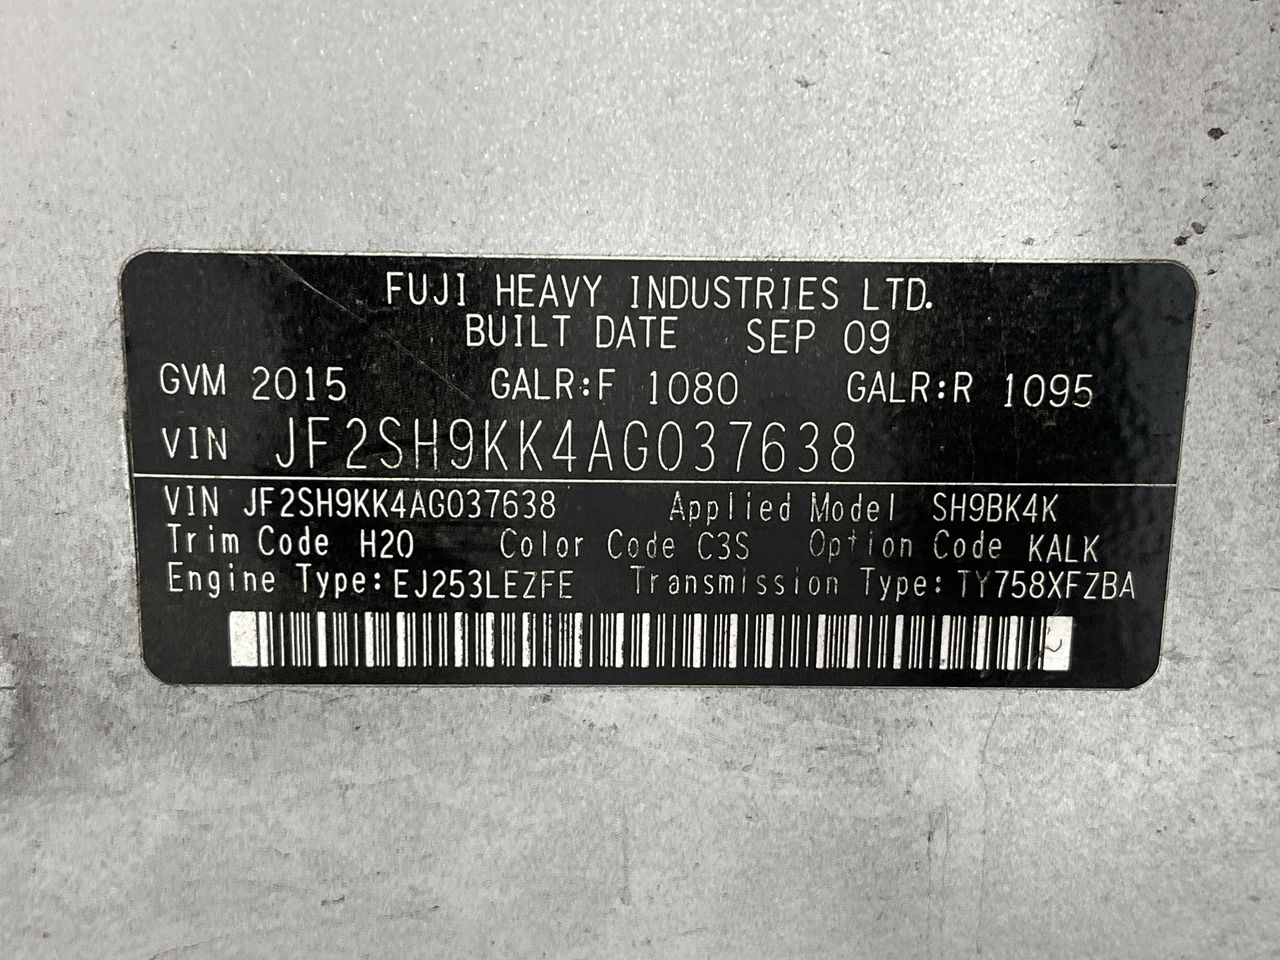 FUJI HEAVY INDUSTRIES LTD.
BUILT DATE SEP 09
GVM 2015 GALR:F 1080 GALR:R 1095
VIN JF2SH9KK4AG037638
VIN JF2SH9KK4AG037638 Applied Model SH9BK4K
Trim Code H20 Color Code C3S Option Code KALK
Engine Type:EJ253LEZFE Transmission Type:TY758XFZBA